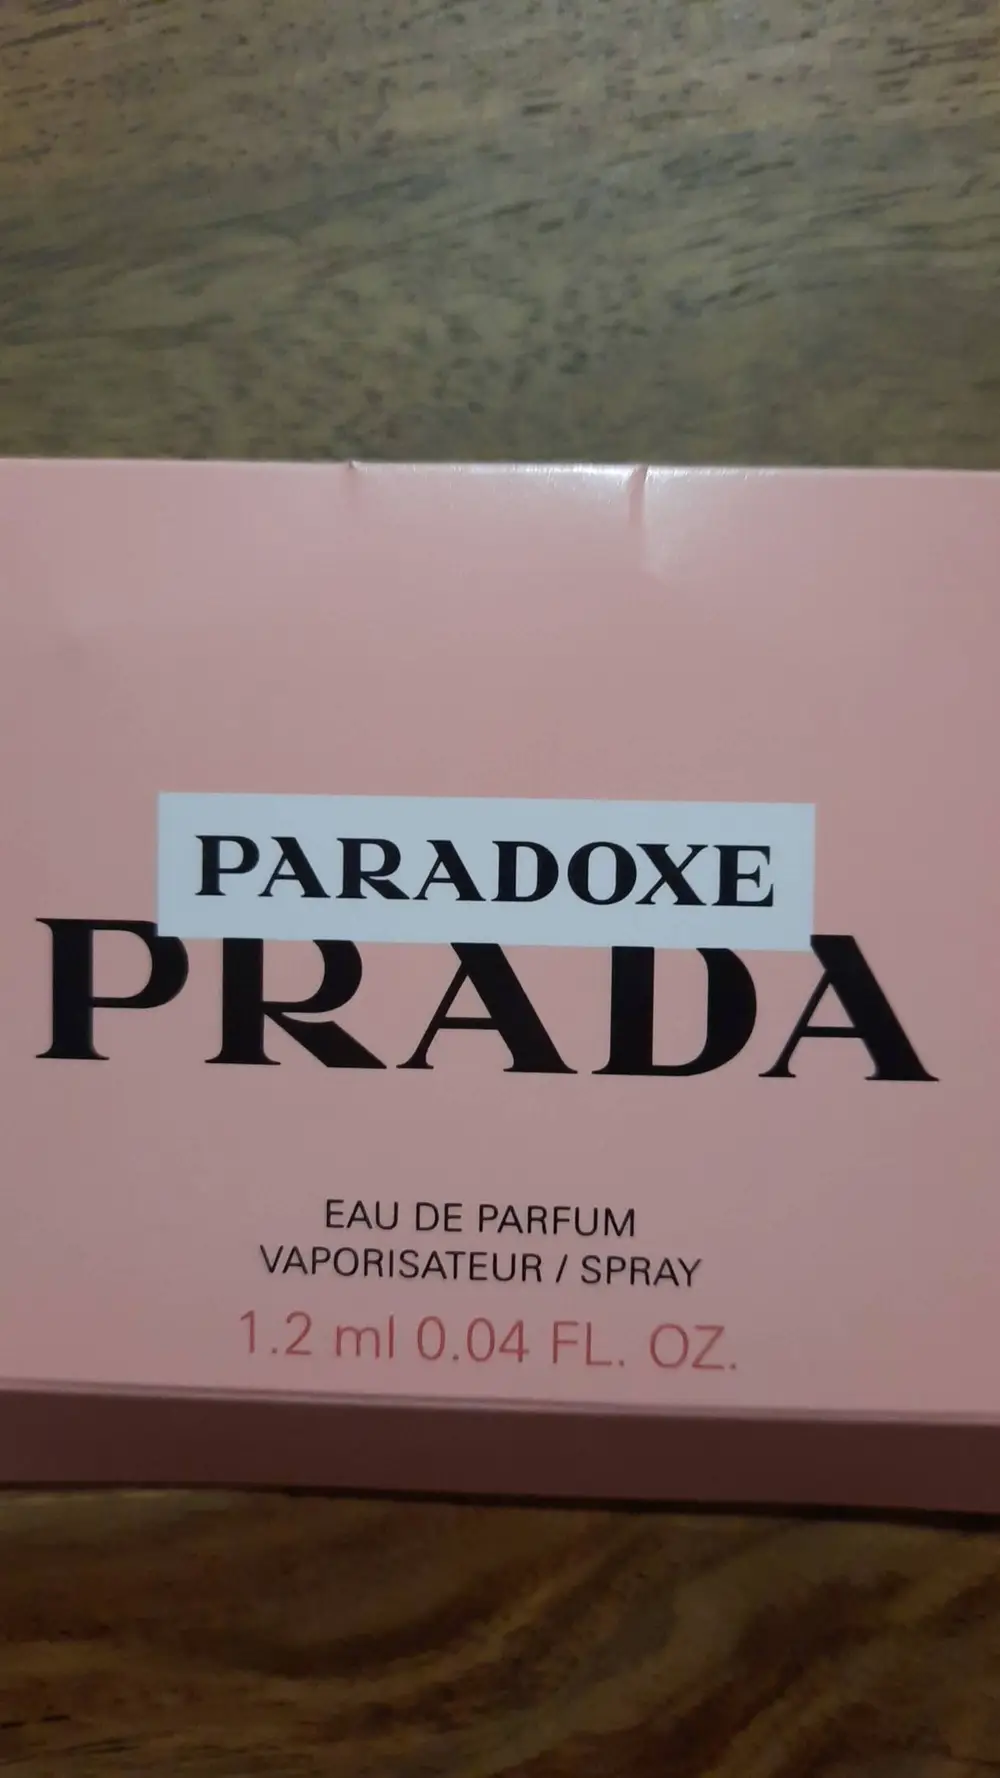 PARADOXE
PRADA
EAU DE PARFUM
VAPORISATEUR / SPRAY
1.2 ml 0.04 FL. OZ.